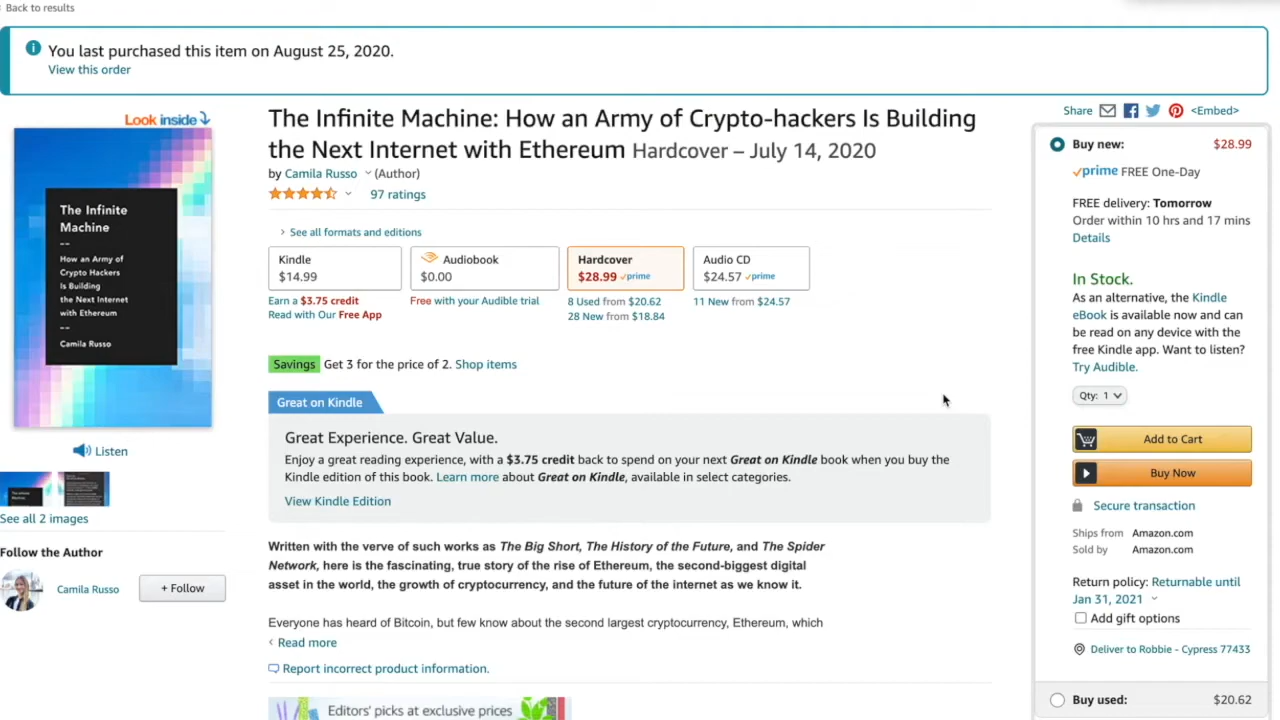 Back to results
You last purchased this item on August 25, 2020.
View this order
Look inside
The Infinite
Machine
--
How an Army of
Crypto Hackers
Is Building
the Next Internet
with Ethereum
--
Camila Russo
Listen
See all 2 images
Follow the Author
Camila Russo
+ Follow
The Infinite Machine: How an Army of Crypto-hackers Is Building
the Next Internet with Ethereum Hardcover – July 14, 2020
by Camila Russo (Author)
97 ratings
See all formats and editions
Kindle
$14.99
Earn a $3.75 credit
Read with Our Free App
Audiobook
$0.00
Free with your Audible trial
Hardcover
$28.99 prime
8 Used from $20.62
28 New from $18.84
Audio CD
$24.57 prime
11 New from $24.57
Savings Get 3 for the price of 2. Shop items
Great on Kindle
Great Experience. Great Value.
Enjoy a great reading experience, with a $3.75 credit back to spend on your next Great on Kindle book when you buy the
Kindle edition of this book. Learn more about Great on Kindle, available in select categories.
View Kindle Edition
Written with the verve of such works as The Big Short, The History of the Future, and The Spider
Network, here is the fascinating, true story of the rise of Ethereum, the second-biggest digital
asset in the world, the growth of cryptocurrency, and the future of the internet as we know it.
Everyone has heard of Bitcoin, but few know about the second largest cryptocurrency, Ethereum, which
Read more
Report incorrect product information.
Editors' picks at exclusive prices
Share <Embed>
Buy new: $28.99
prime FREE One-Day
FREE delivery: Tomorrow
Order within 10 hrs and 17 mins
Details
In Stock.
As an alternative, the Kindle
eBook is available now and can
be read on any device with the
free Kindle app. Want to listen?
Try Audible.
Qty: 1
Add to Cart
Buy Now
Secure transaction
Ships from Amazon.com
Sold by Amazon.com
Return policy: Returnable until
Jan 31, 2021
Add gift options
Deliver to Robbie - Cypress 77433
Buy used: $20.62